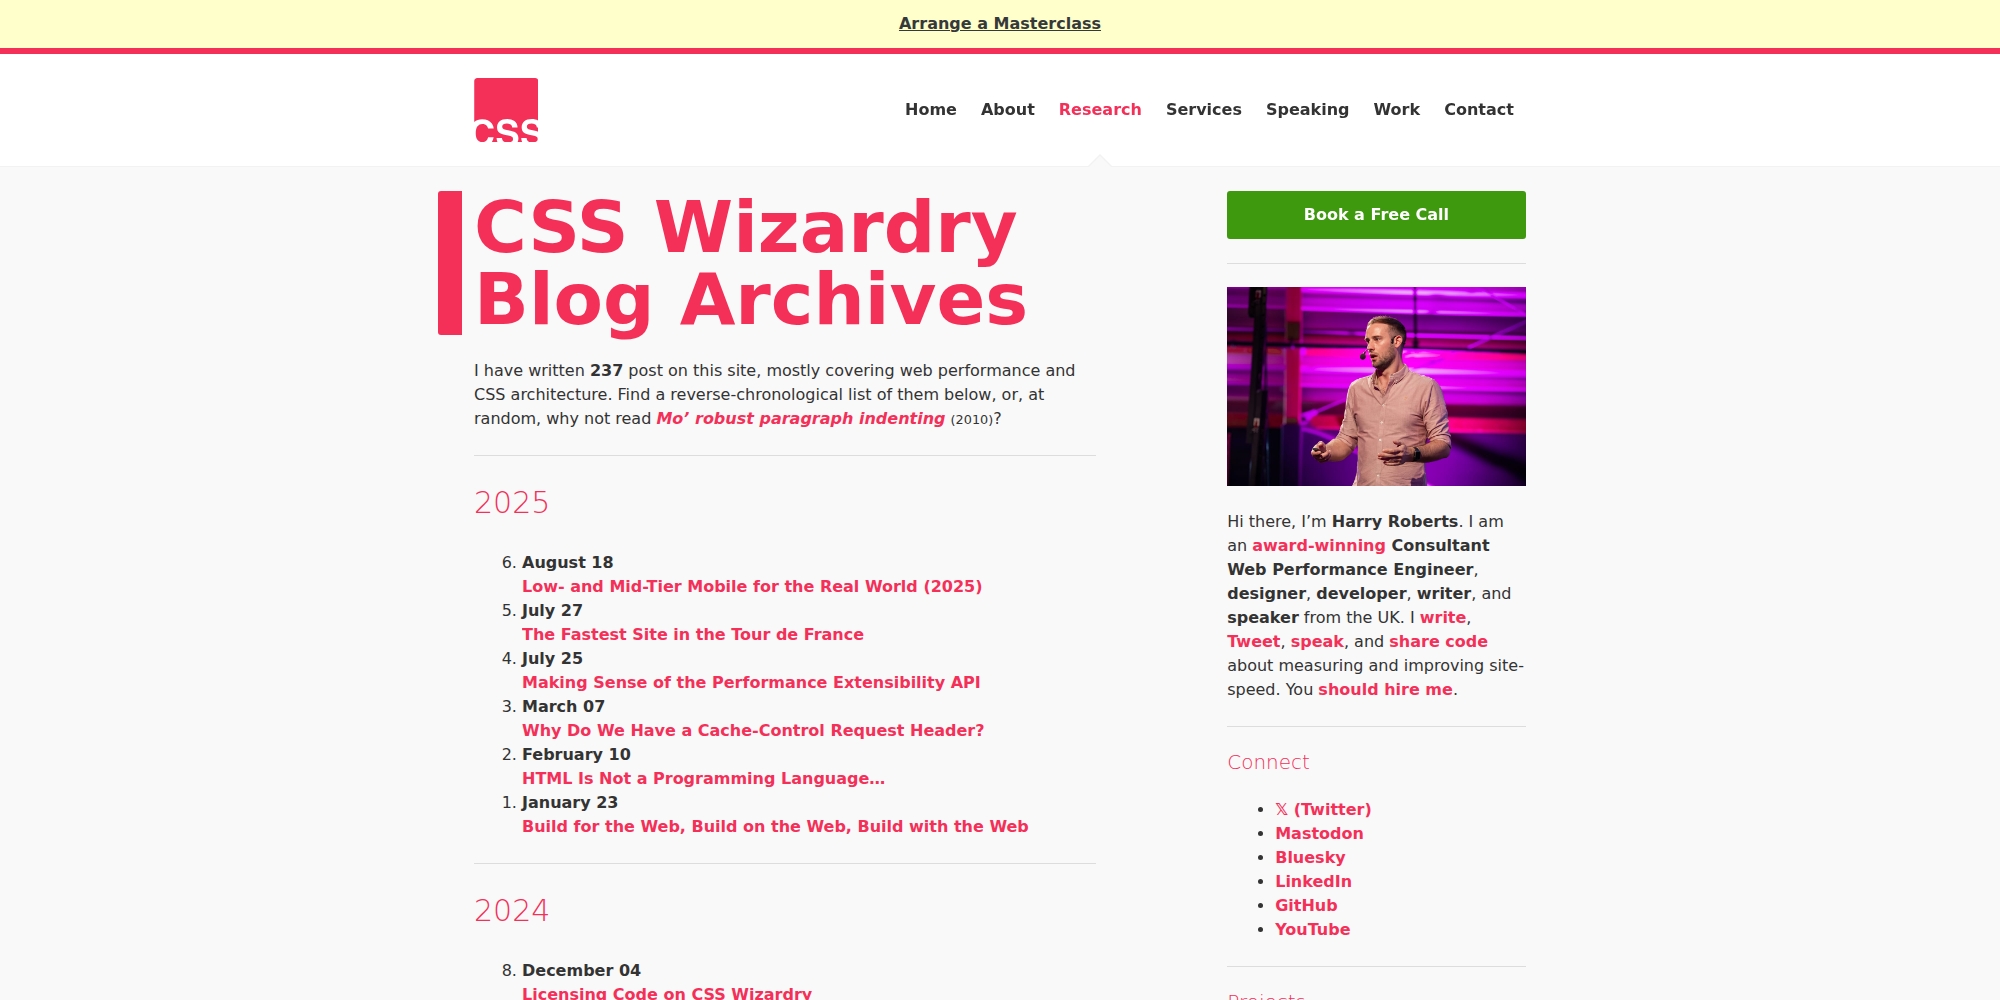 Arrange a Masterclass
CSS
Home About Research Services Speaking Work Contact
CSS Wizardry
Blog Archives
I have written 237 post on this site, mostly covering web performance and
CSS architecture. Find a reverse-chronological list of them below, or, at
random, why not read Mo’ robust paragraph indenting (2010)?
2025
6. August 18
Low- and Mid-Tier Mobile for the Real World (2025)
5. July 27
The Fastest Site in the Tour de France
4. July 25
Making Sense of the Performance Extensibility API
3. March 07
Why Do We Have a Cache-Control Request Header?
2. February 10
HTML Is Not a Programming Language…
1. January 23
Build for the Web, Build on the Web, Build with the Web
2024
8. December 04
Licensing Code on CSS Wizardry
Book a Free Call
Hi there, I’m Harry Roberts. I am
an award-winning Consultant
Web Performance Engineer,
designer, developer, writer, and
speaker from the UK. I write,
Tweet, speak, and share code
about measuring and improving site-
speed. You should hire me.
Connect
• 𝕏 (Twitter)
• Mastodon
• Bluesky
• LinkedIn
• GitHub
• YouTube
Projects